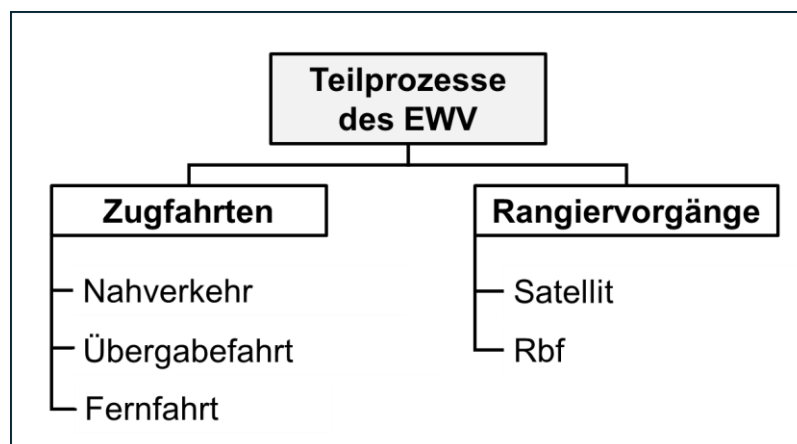 Teilprozesse
des EWV
Zugfahrten
Nahverkehr
Übergabefahrt
Fernfahrt
Rangiervorgänge
Satellit
Rbf